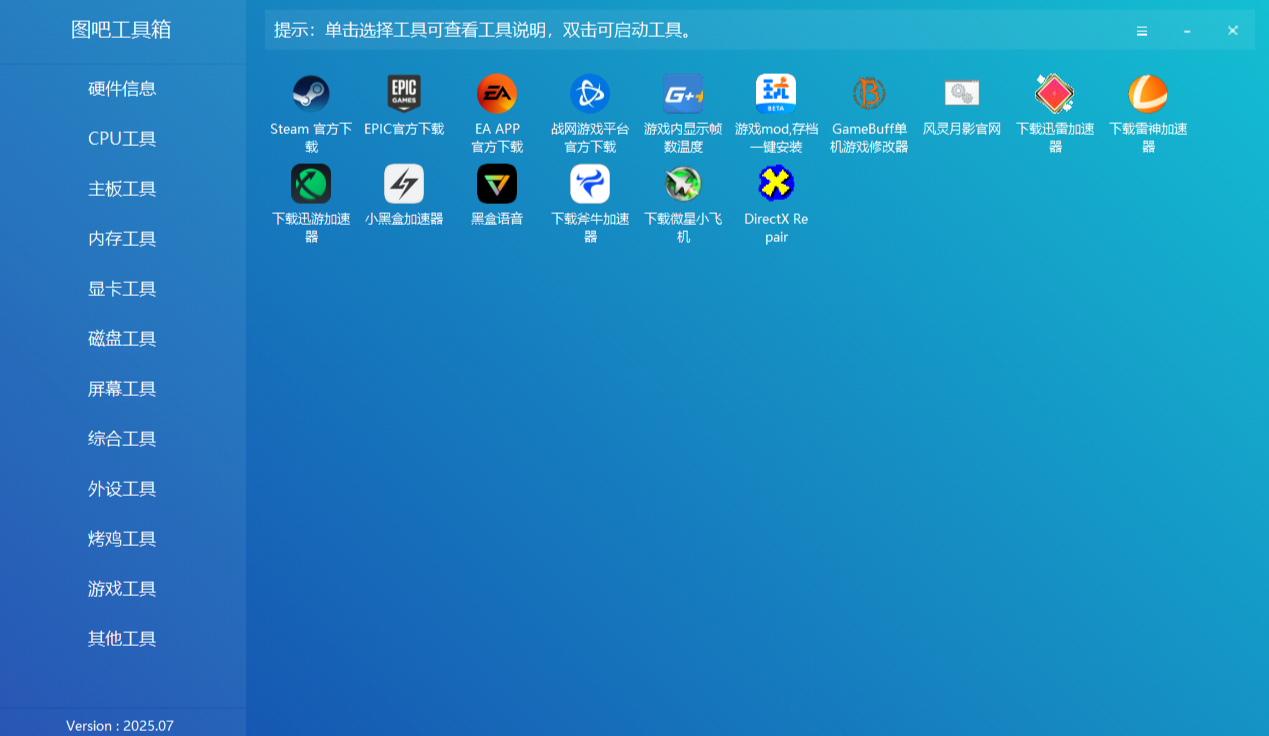 图吧工具箱
硬件信息
CPU工具
主板工具
内存工具
显卡工具
磁盘工具
屏幕工具
综合工具
外设工具
烤鸡工具
游戏工具
其他工具
Version : 2025.07
提示：单击选择工具可查看工具说明，双击可启动工具。
Steam 官方下
载
EPIC
GAMES
EPIC官方下载
EA
EA APP
官方下载
战网游戏平台
官方下载
G++
游戏内显示帧
数温度
玩
BETA
游戏mod,存档
一键安装
GameBuff单
机游戏修改器
风灵月影官网
下载迅雷加速
器
下载雷神加速
器
下载迅游加速
器
小黑盒加速器
黑盒语音
下载斧牛加速
器
下载微星小飞
机
DirectX Re
pair